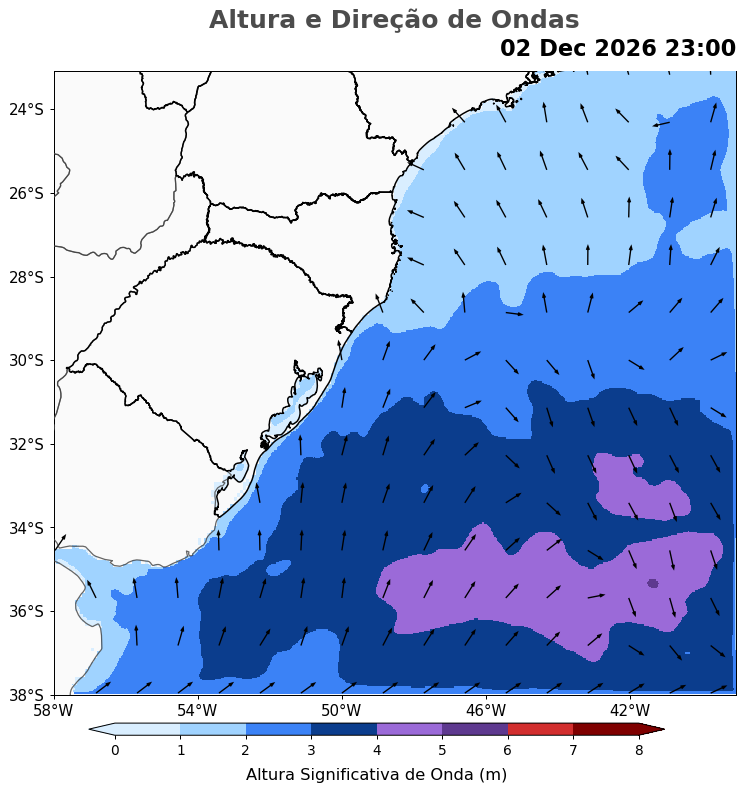 Altura e Direção de Ondas
02 Dec 2026 23:00
24°S
26°S
28°S
30°S
32°S
34°S
36°S
38°S
58°W 54°W 50°W 46°W 42°W
0 1 2 3 4 5 6 7 8
Altura Significativa de Onda (m)